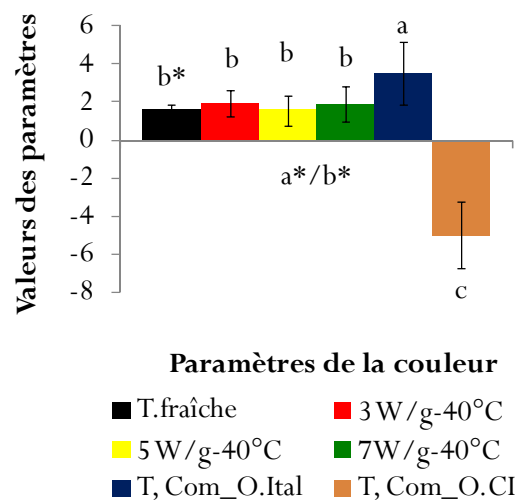 Valeurs des paramètres
6
4
2
0
-2
-4
-6
-8
b*
b
b
b
a
c
a*/b*
Paramètres de la couleur
T.fraîche
3 W/g-40°C
5 W/g-40°C
7W/g-40°C
T, Com_O.Ital
T, Com_O.CI